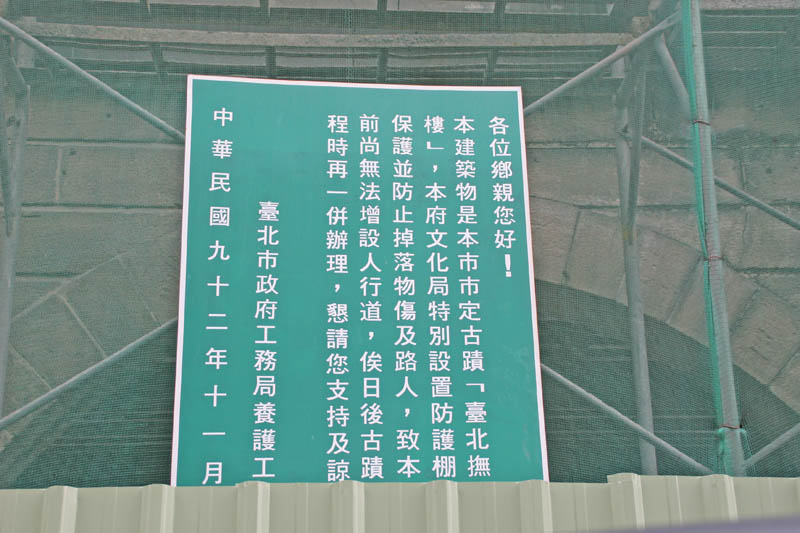 各位鄉親您好！
本建築物是本市市定古蹟「臺北撫
樓」，本府文化局特別設置防護棚
保護並防止掉落物傷及路人，致本
前尚無法增設人行道，俟日後古蹟
程時再一併辦理，懇請您支持及諒
臺北市政府工務局養護工
中華民國九十二年十一月